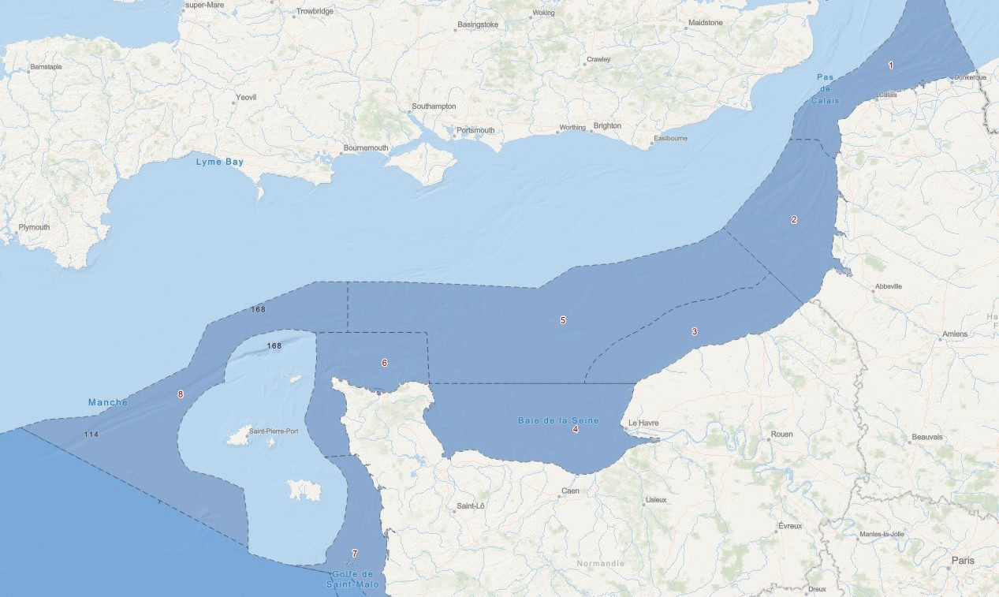 super-Mare
Trowbridge
Woking
Basingstoke
Maidstone
Crawley
Barnstaple
1
Pas
de
Calais
Dunkerque
Calais
Yeovil
Southampton
Portsmouth
Worthing
Brighton
Eastbourne
Bournemouth
Lyme Bay
Plymouth
2
Abbeville
168
5
3
Ha
F
Amiens
168
6
8
Manche
114
Saint-Pierre-Port
Baie de la Seine
4
Le Havre
Rouen
Beauvais
Caen
Lisieux
Saint-Lô
Évreux
Mantes-la-Jolie
7
Normandie
Paris
Golfe de
Saint-Malo
Dreux